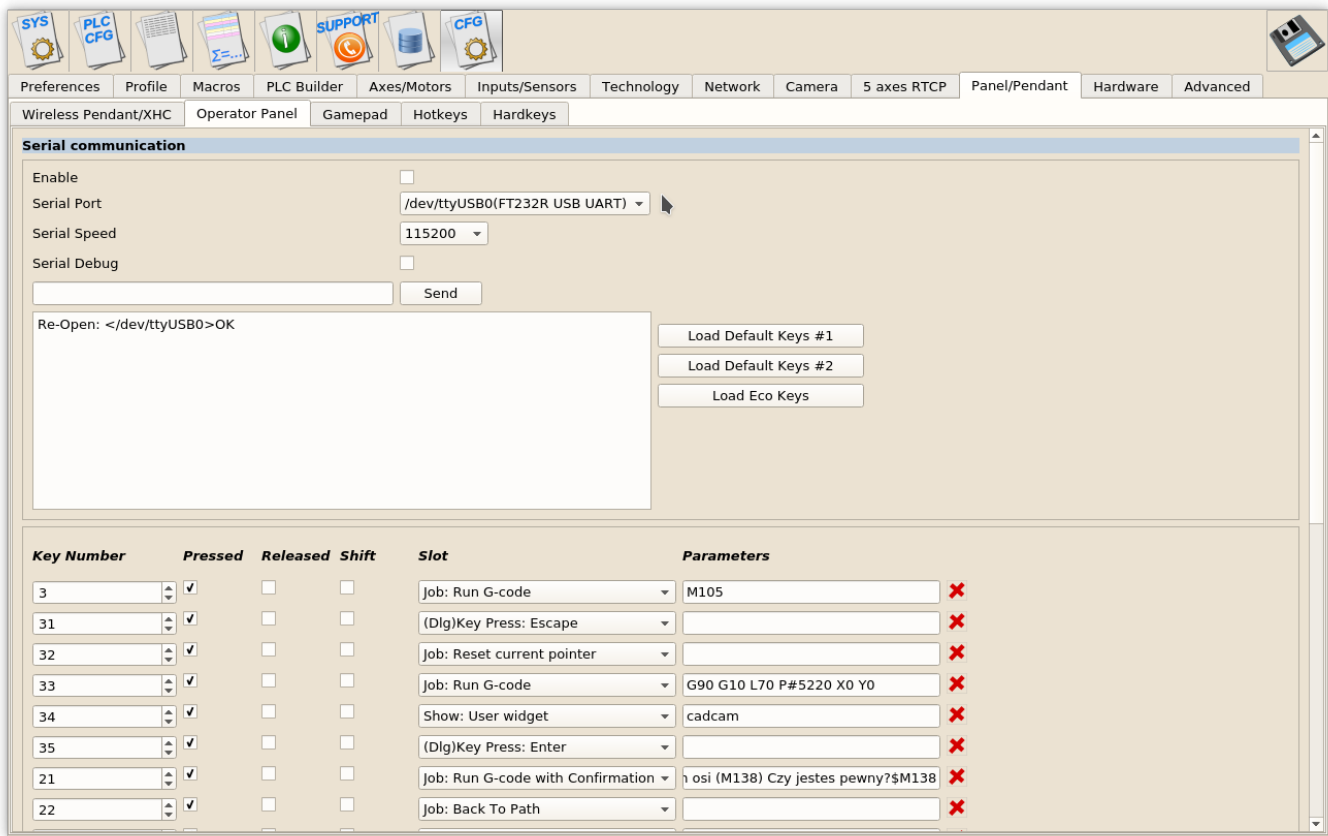 SYS PLC CFG Σ=... SUPPORT CFG
Preferences Profile Macros PLC Builder Axes/Motors Inputs/Sensors Technology Network Camera 5 axes RTCP Panel/Pendant Hardware Advanced
Wireless Pendant/XHC Operator Panel Gamepad Hotkeys Hardkeys
Serial communication
Enable
Serial Port /dev/ttyUSB0(FT232R USB UART)
Serial Speed 115200
Serial Debug
Send
Re-Open: </dev/ttyUSB0>OK
Load Default Keys #1
Load Default Keys #2
Load Eco Keys
Key Number Pressed Released Shift Slot Parameters
3 Job: Run G-code M105
31 (Dlg)Key Press: Escape
32 Job: Reset current pointer
33 Job: Run G-code G90 G10 L70 P#5220 X0 Y0
34 Show: User widget cadcam
35 (Dlg)Key Press: Enter
21 Job: Run G-code with Confirmation osi (M138) Czy jestes pewny?$M138
22 Job: Back To Path